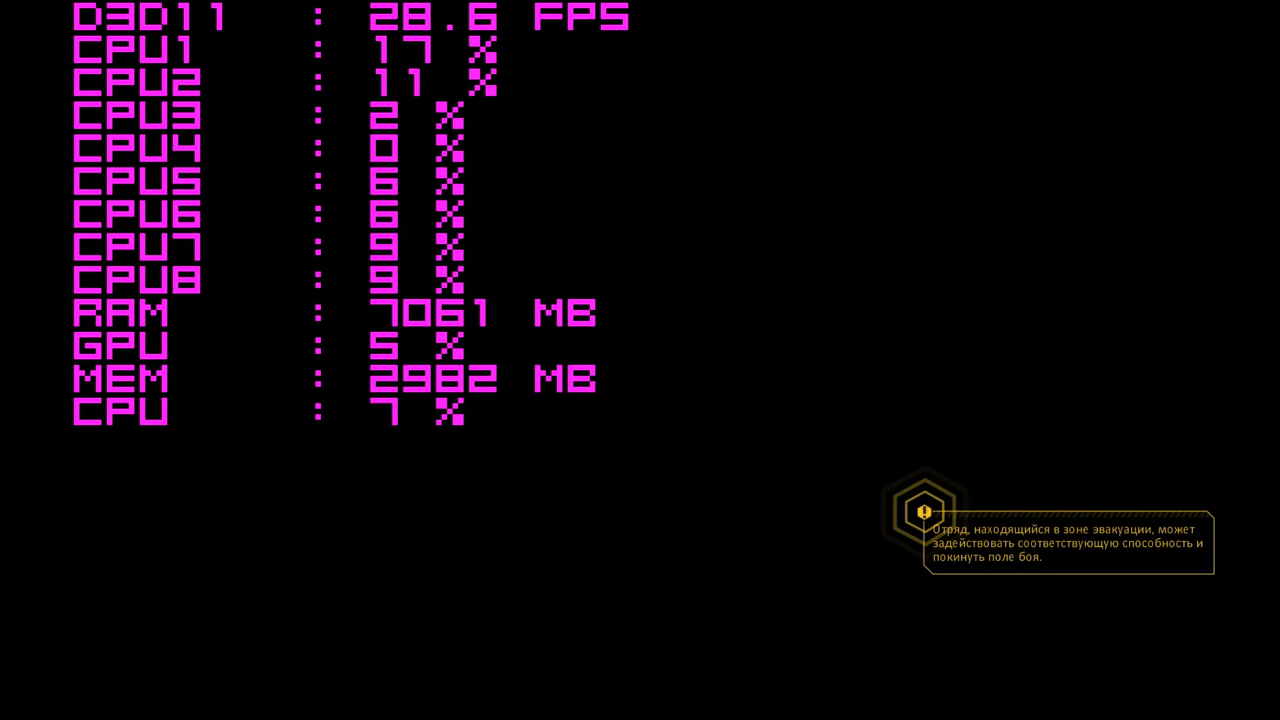 D3D11 : 28.6 FPS
CPU1 : 17 %
CPU2 : 11 %
CPU3 : 2 %
CPU4 : 0 %
CPU5 : 6 %
CPU6 : 6 %
CPU7 : 9 %
CPU8 : 9 %
RAM : 7061 MB
GPU : 5 %
MEM : 2982 MB
CPU : 7 %
Отряд, находящийся в зоне эвакуации, может
задействовать соответствующую способность и
покинуть поле боя.